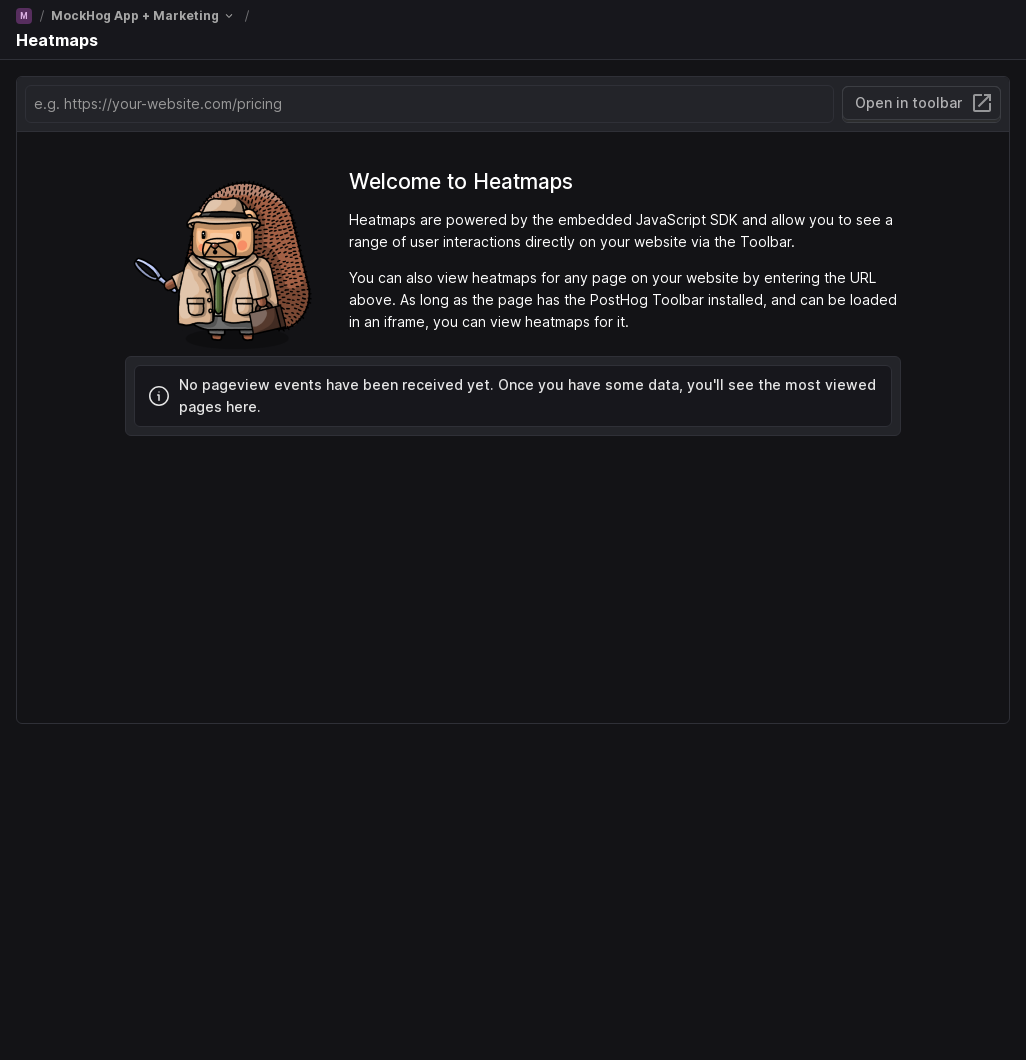 M / MockHog App + Marketing /
Heatmaps
e.g. https://your-website.com/pricing
Open in toolbar
Welcome to Heatmaps
Heatmaps are powered by the embedded JavaScript SDK and allow you to see a
range of user interactions directly on your website via the Toolbar.
You can also view heatmaps for any page on your website by entering the URL
above. As long as the page has the PostHog Toolbar installed, and can be loaded
in an iframe, you can view heatmaps for it.
No pageview events have been received yet. Once you have some data, you'll see the most viewed
pages here.